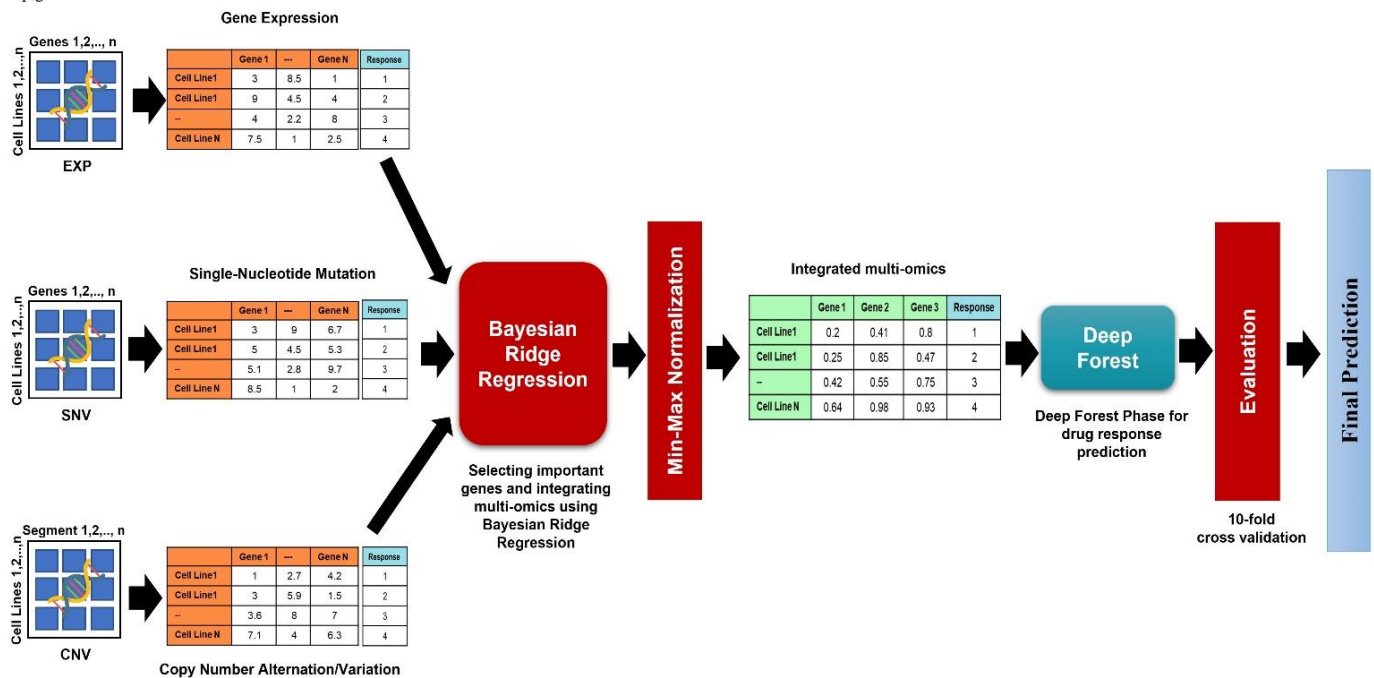 Gene Expression
Genes 1,2,.., n
Cell Lines 1,2,..,n
EXP
Gene 1 --- Gene N Response
Cell Line1 3 8.5 1 1
Cell Line1 9 4.5 4 2
-- 4 2.2 8 3
Cell Line N 7.5 1 2.5 4
Single-Nucleotide Mutation
Genes 1,2,.., n
Cell Lines 1,2,..,n
SNV
Gene 1 --- Gene N Response
Cell Line1 3 9 6.7 1
Cell Line1 5 4.5 5.3 2
-- 5.1 2.8 9.7 3
Cell Line N 8.5 1 2 4
Segment 1,2,.., n
Cell Lines 1,2,..,n
CNV
Gene 1 --- Gene N Response
Cell Line1 1 2.7 4.2 1
Cell Line1 3 5.9 1.5 2
-- 3.6 8 7 3
Cell Line N 7.1 4 6.3 4
Copy Number Alternation/Variation
Bayesian
Ridge
Regression
Selecting important
genes and integrating
multi-omics using
Bayesian Ridge
Regression
Min-Max Normalization
Integrated multi-omics
Gene 1 Gene 2 Gene 3 Response
Cell Line1 0.2 0.41 0.8 1
Cell Line1 0.25 0.85 0.47 2
-- 0.42 0.55 0.75 3
Cell Line N 0.64 0.98 0.93 4
Deep
Forest
Deep Forest Phase for
drug response
prediction
Evaluation
10-fold
cross validation
Final Prediction